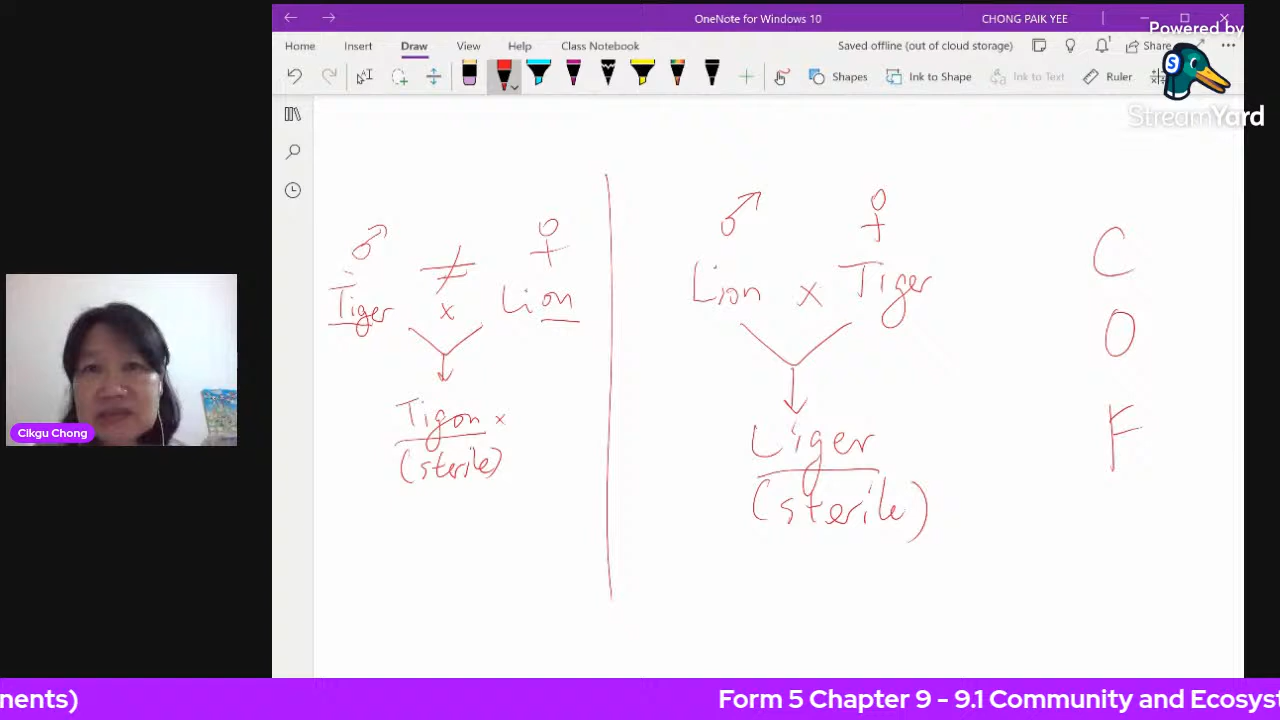 OneNote for Windows 10
CHONG PAIK YEE
Powered by
Home Insert Draw View Help Class Notebook
Saved offline (out of cloud storage)
Share
Shapes
Ink to Shape
Ink to Text
Ruler
StreamYard
♂ ♀
Tiger ≠ x Lion
Tigon x
(sterile)
♂ ♀
Lion x Tiger
Liger
(sterile)
C
O
F
Cikgu Chong
nents)
Form 5 Chapter 9 - 9.1 Community and Ecosyst